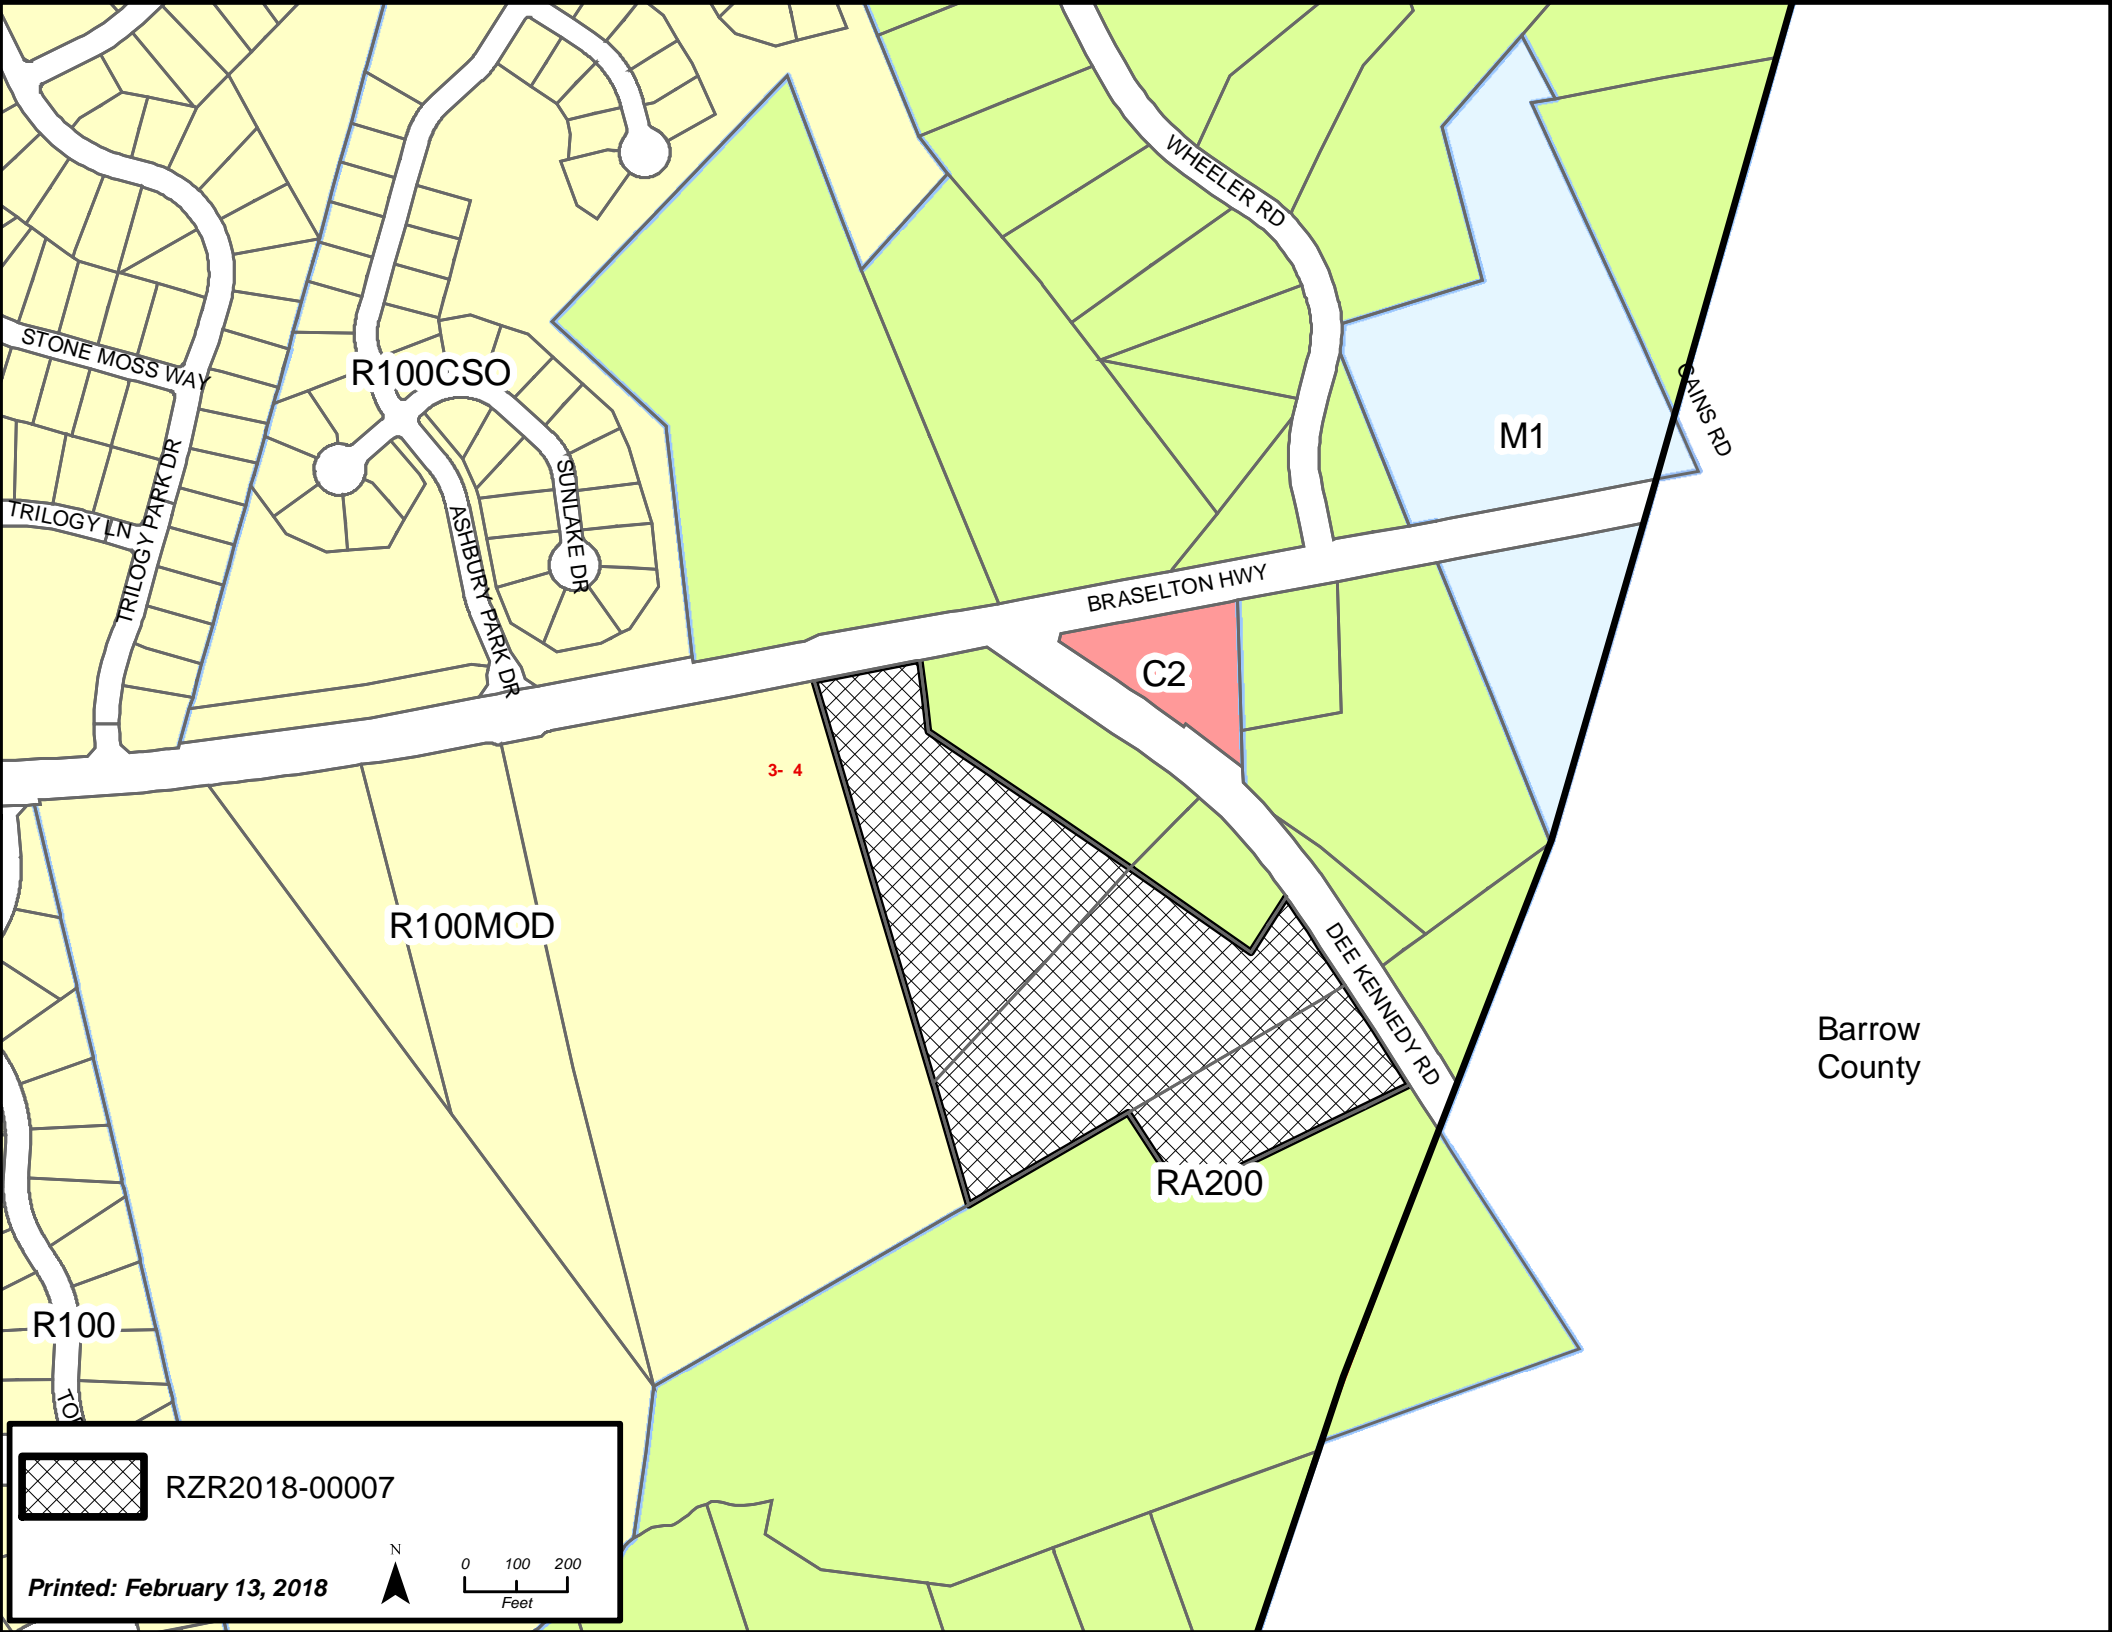 WHEELER RD
STONE MOSS WAY
R100CSO
CAINS RD
M1
TRILOGY PARK DR
SUNLAKE DR
TRILOGY LN
ASHBURY PARK DR
BRASELTON HWY
C2
3- 4
R100MOD
DEE KENNEDY RD
Barrow
County
RA200
R100
RZR2018-00007
N
0 100 200
Feet
Printed: February 13, 2018